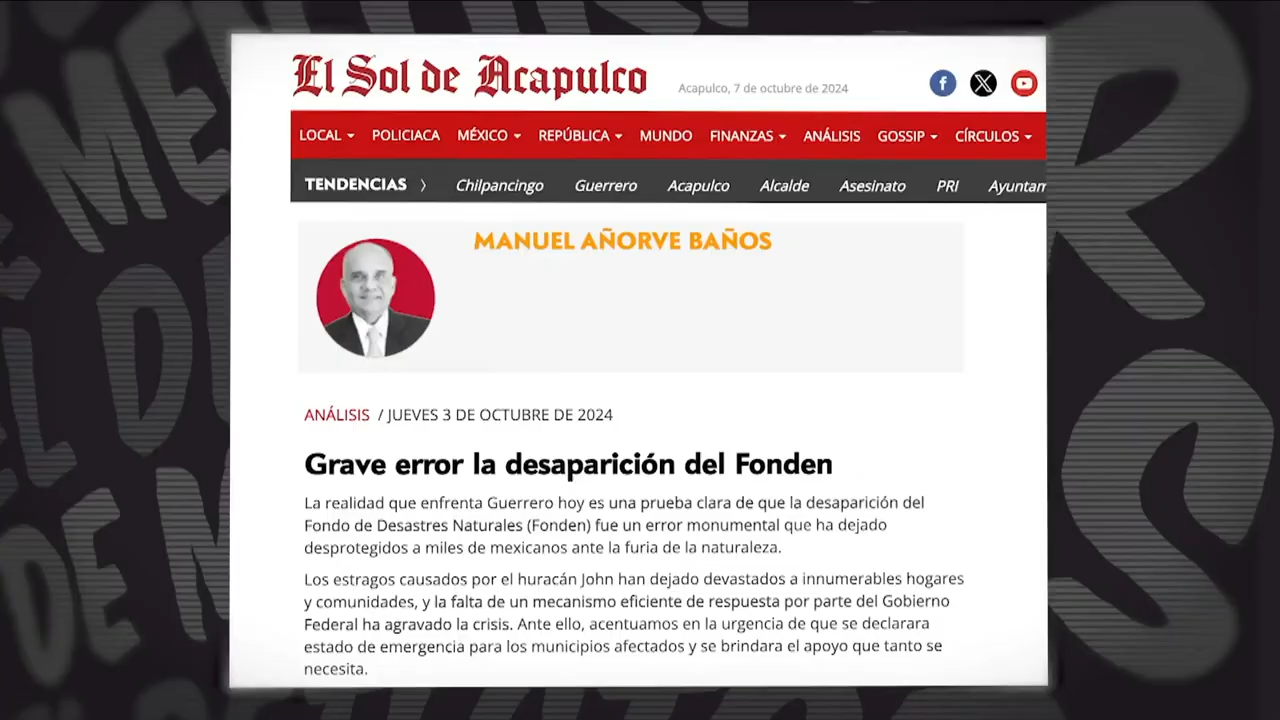 El Sol de Acapulco
Acapulco, 7 de octubre de 2024
LOCAL POLICIACA MÉXICO REPÚBLICA MUNDO FINANZAS ANÁLISIS GOSSIP CÍRCULOS
TENDENCIAS Chilpancingo Guerrero Acapulco Alcalde Asesinato PRI Ayuntam
MANUEL AÑORVE BAÑOS
ANÁLISIS / JUEVES 3 DE OCTUBRE DE 2024
Grave error la desaparición del Fonden
La realidad que enfrenta Guerrero hoy es una prueba clara de que la desaparición del
Fondo de Desastres Naturales (Fonden) fue un error monumental que ha dejado
desprotegidos a miles de mexicanos ante la furia de la naturaleza.
Los estragos causados por el huracán John han dejado devastados a innumerables hogares
y comunidades, y la falta de un mecanismo eficiente de respuesta por parte del Gobierno
Federal ha agravado la crisis. Ante ello, acentuamos en la urgencia de que se declarara
estado de emergencia para los municipios afectados y se brindara el apoyo que tanto se
necesita.